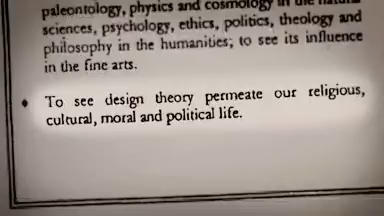 paleontology, physics and cosmology in the natural
sciences, psychology, ethics, politics, theology and
philosophy in the humanities; to see its influence
in the fine arts.
• To see design theory permeate our religious,
cultural, moral and political life.